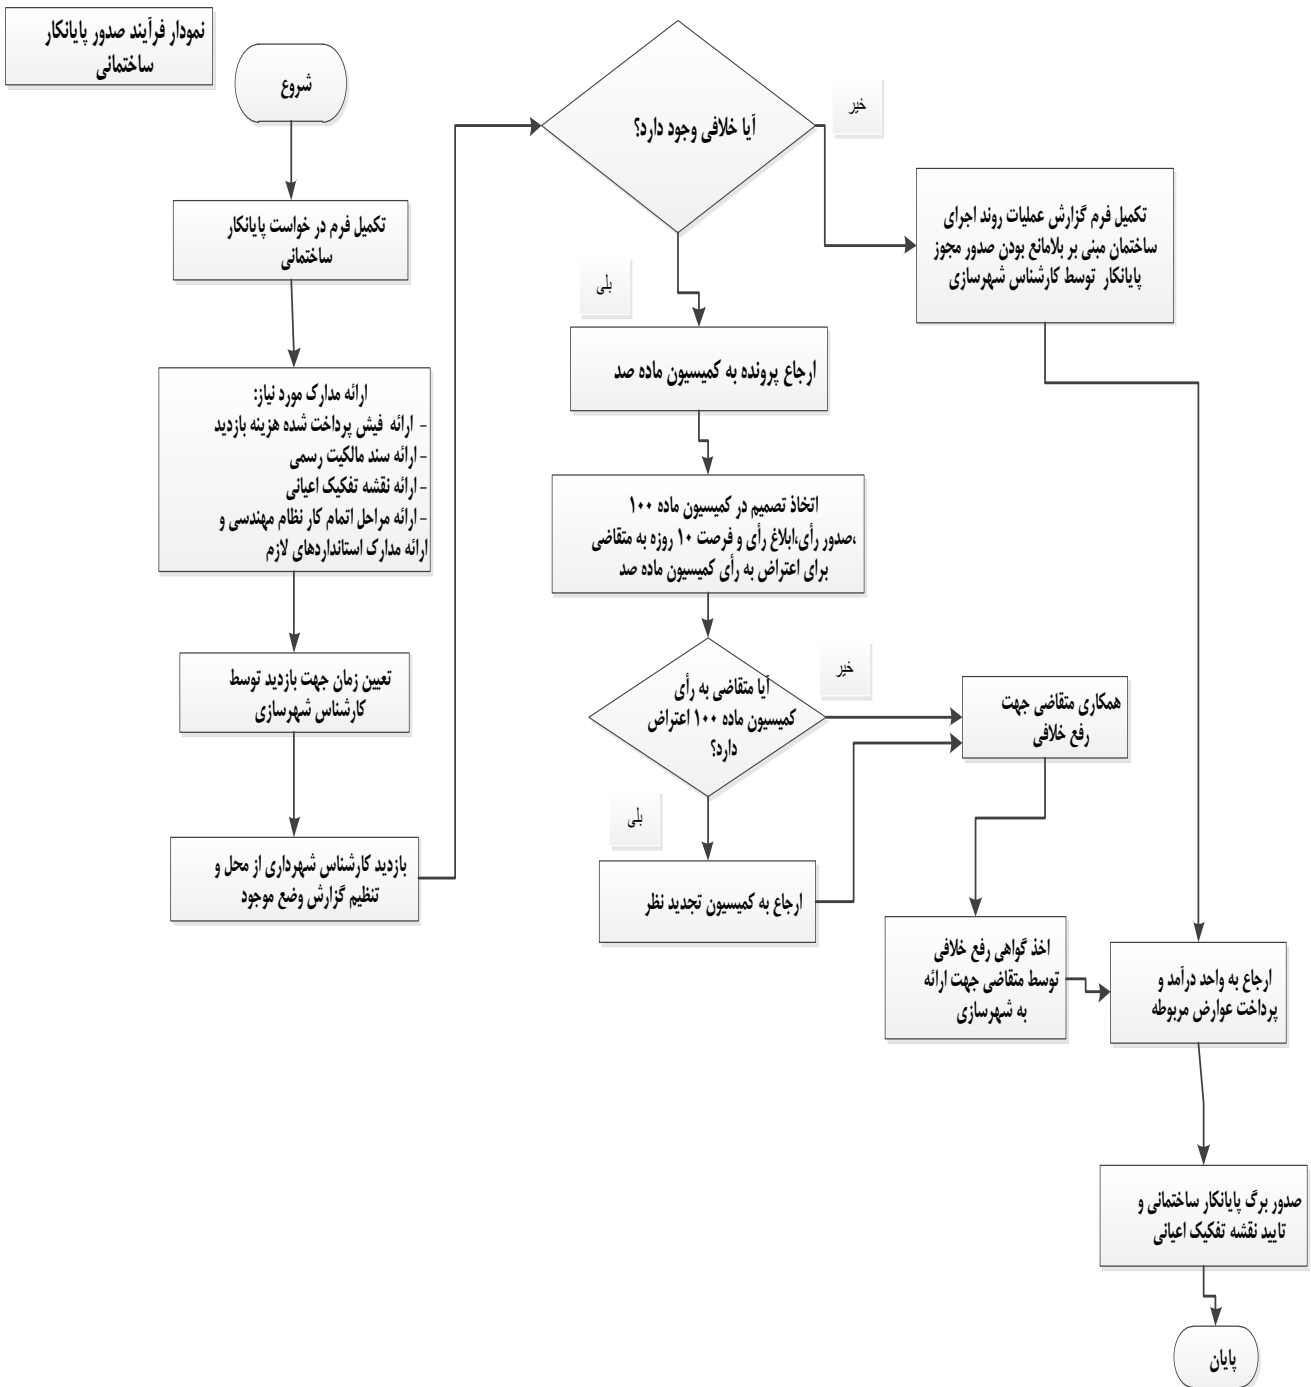 نمودار فرآیند صدور پایانکار
ساختمانی
شروع
تکمیل فرم در خواست پایانکار
ساختمانی
ارائه مدارک مورد نیاز:
- ارائه فیش پرداخت شده هزینه بازدید
- ارائه سند مالکیت رسمی
- ارائه نقشه تفکیک اعیانی
- ارائه مراحل اتمام کار نظام مهندسی و
ارائه مدارک استانداردهای لازم
تعیین زمان جهت بازدید توسط
کارشناس شهرسازی
بازدید کارشناس شهرداری از محل و
تنظیم گزارش وضع موجود
آیا خلافی وجود دارد؟
خیر
تکمیل فرم گزارش عملیات روند اجرای
ساختمان مبنی بر بلامانع بودن صدور مجوز
پایانکار توسط کارشناس شهرسازی
بلی
ارجاع پرونده به کمیسیون ماده صد
اتخاذ تصمیم در کمیسیون ماده ۱۰۰
،صدور رأی،ابلاغ رأی و فرصت ۱۰ روزه به متقاضی
برای اعتراض به رأی کمیسیون ماده صد
آیا متقاضی به رأی
کمیسیون ماده ۱۰۰ اعتراض
دارد؟
خیر
همکاری متقاضی جهت
رفع خلافی
بلی
ارجاع به کمیسیون تجدید نظر
اخذ گواهی رفع خلافی
توسط متقاضی جهت ارائه
به شهرسازی
ارجاع به واحد درآمد و
پرداخت عوارض مربوطه
صدور برگ پایانکار ساختمانی و
تایید نقشه تفکیک اعیانی
پایان